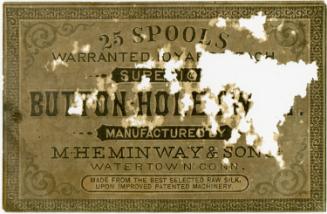 25 SPOOLS
WARRANTED 10 YA
SUPERIO
BUTTON-HOLE
MANUFACTURED BY
M. HEMINWAY & SONS
WATERTOWN CONN.
MADE FROM THE BEST SELECTED RAW SILK,
UPON IMPROVED PATENTED MACHINERY.